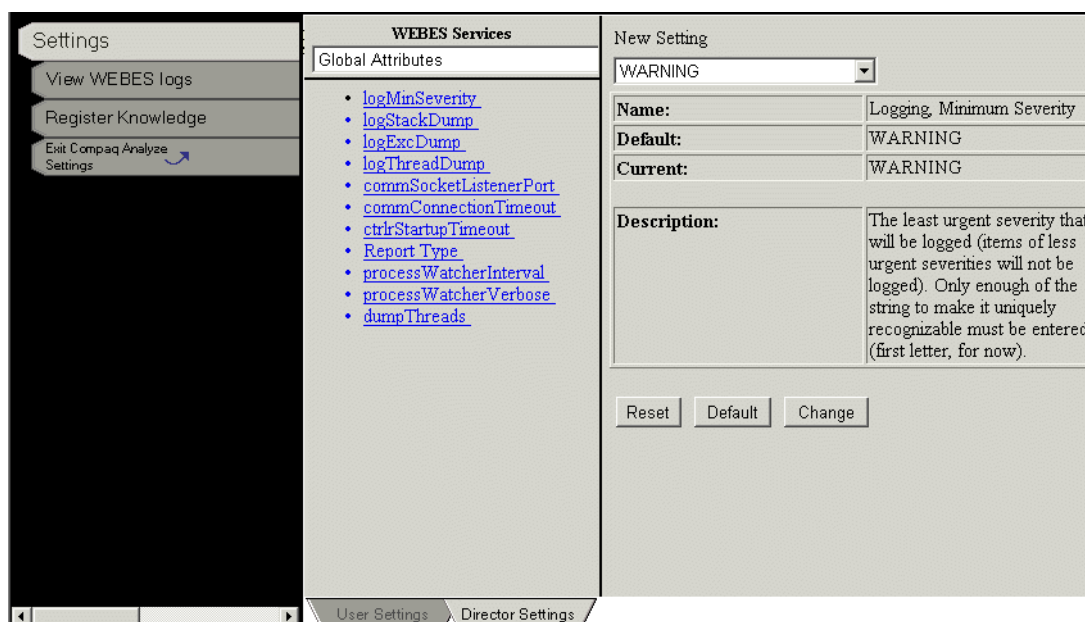 Settings
View WEBES logs
Register Knowledge
Exit Compaq Analyze
Settings
WEBES Services
Global Attributes
logMinSeverity
logStackDump
logExcDump
logThreadDump
commSocketListenerPort
commConnectionTimeout
ctrlrStartupTimeout
Report Type
processWatcherInterval
processWatcherVerbose
dumpThreads
User Settings
Director Settings
New Setting
WARNING
Name: Logging, Minimum Severity
Default: WARNING
Current: WARNING
Description: The least urgent severity that
will be logged (items of less
urgent severities will not be
logged). Only enough of the
string to make it uniquely
recognizable must be entered
(first letter, for now).
Reset Default Change